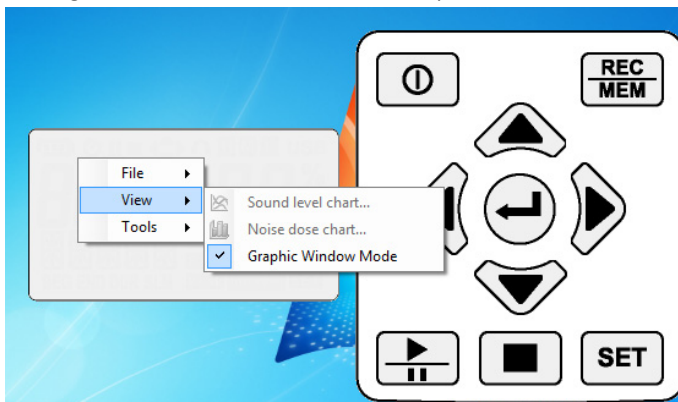 REC
MEM
File
View
Tools
Sound level chart...
Noise dose chart...
Graphic Window Mode
SET